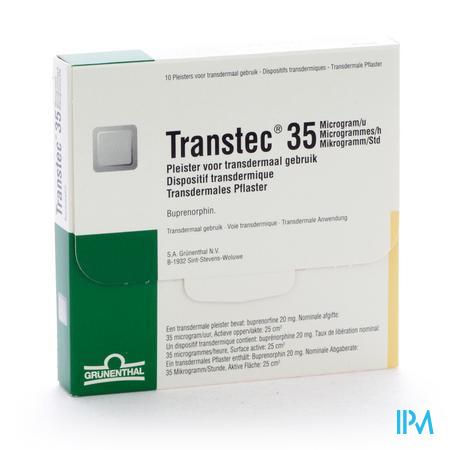 10 Pleisters voor transdermaal gebruik - Dispositifs transdermiques - Transdermale Pflaster
Transtec® 35 Microgram/u
Microgrammes/h
Mikrogramm/Std
Pleister voor transdermaal gebruik
Dispositif transdermique
Transdermales Pflaster
Buprenorphin.
Transdermaal gebruik - Voie transdermique - Transdermale Anwendung
S.A. Grünenthal N.V.
B-1932 Sint-Stevens-Woluwe
Een transdermale pleister bevat: buprenorfine 20 mg. Nominale afgifte:
35 microgram/uur. Actieve oppervlakte: 25 cm²
Un dispositif transdermique contient: buprénorphine 20 mg. Taux de libération nominal:
35 microgrammes/heure, Surface active: 25 cm²
Ein transdermales Pflaster enthält: Buprenorphin 20 mg. Nominale Abgaberate:
35 Mikrogramm/Stunde, Aktive Fläche: 25 cm²
GRÜNENTHAL
IPM